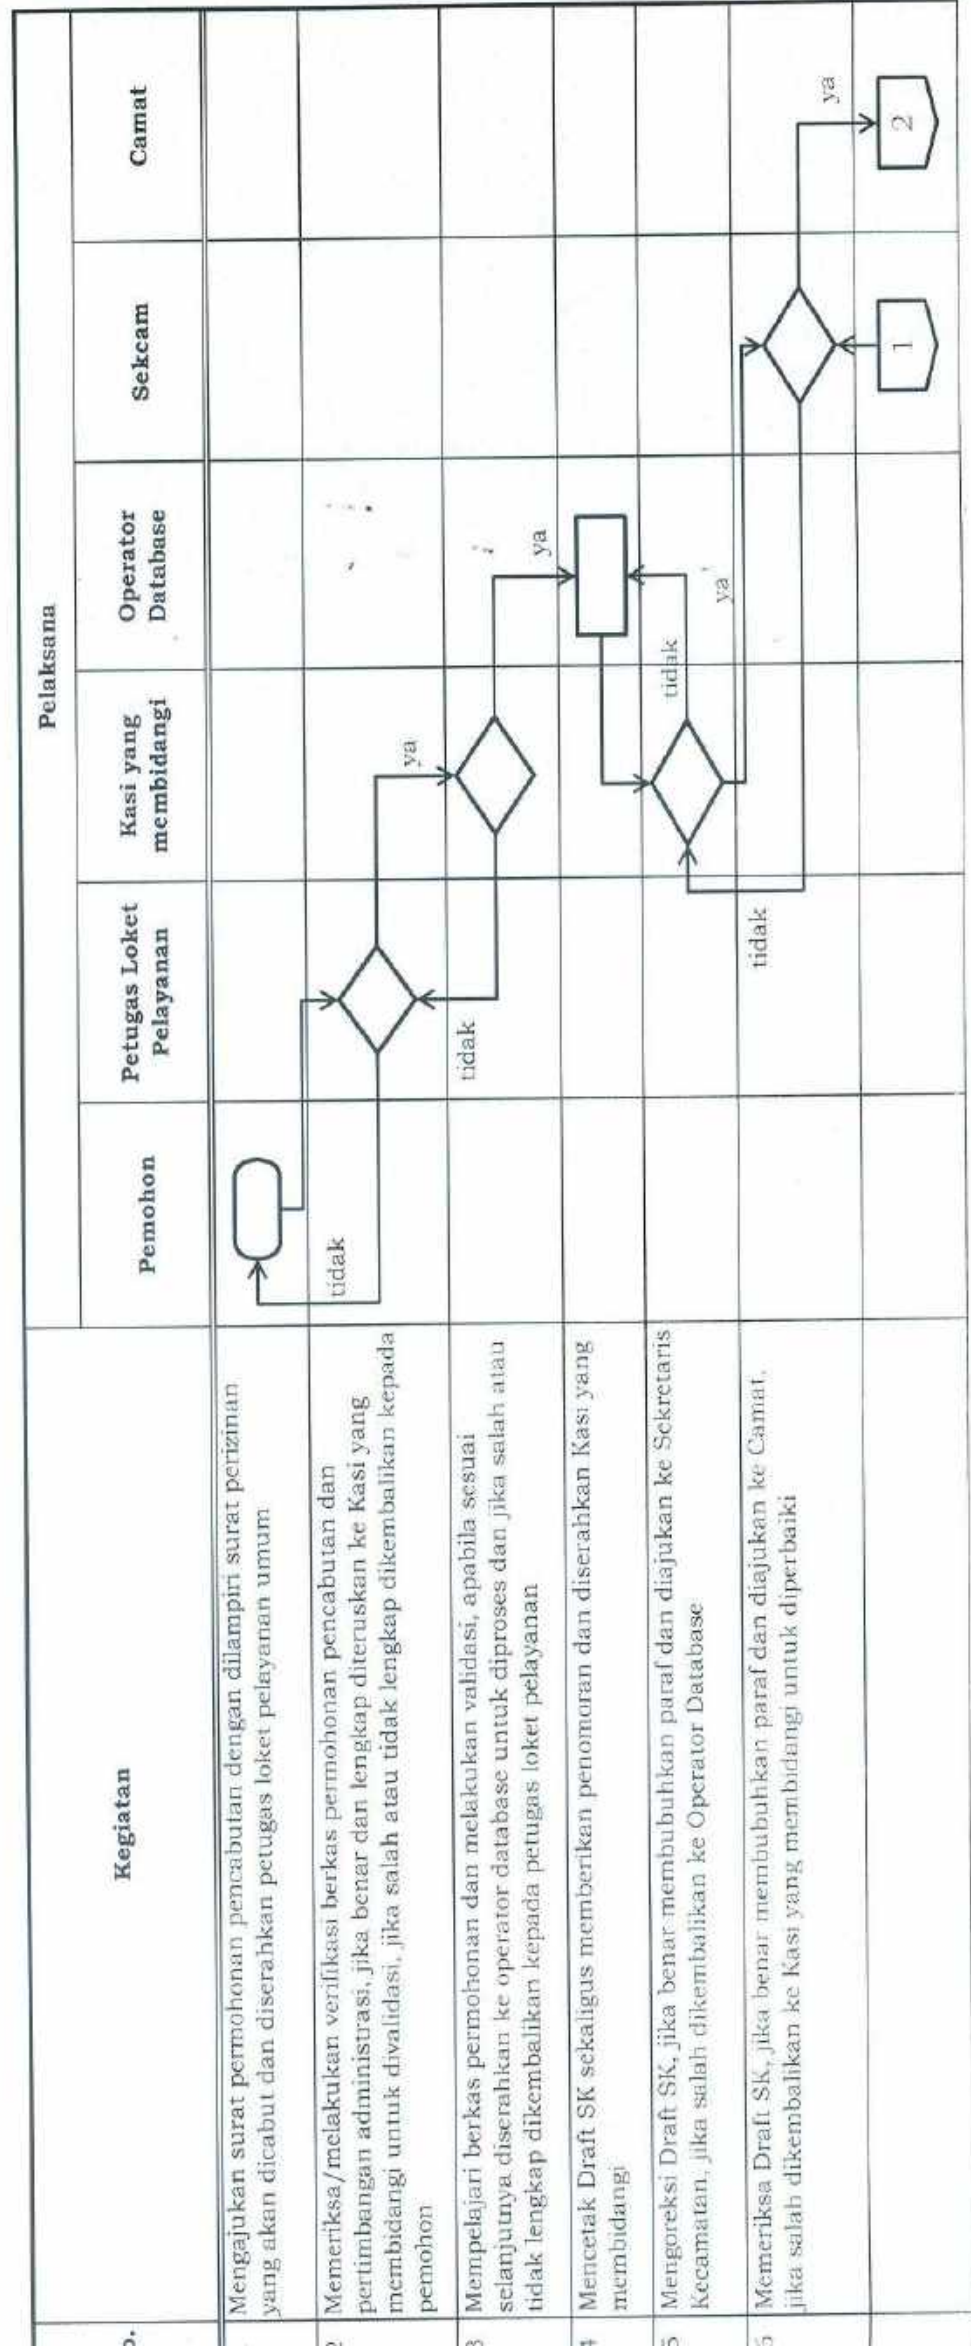 Kegiatan
Pelaksana
Pemohon
Petugas Loket
Pelayanan
Kasi yang
membidangi
Operator
Database
Sekcam
Camat
Mengajukan surat permohonan pencabutan dengan dilampiri surat perizinan
yang akan dicabut dan diserahkan petugas loket pelayanan umum
Memeriksa/melakukan verifikasi berkas permohonan pencabutan dan
pertimbangan administrasi, jika benar dan lengkap diteruskan ke Kasi yang
membidangi untuk divalidasi, jika salah atau tidak lengkap dikembalikan kepada
pemohon
tidak
ya
3
Mempelajari berkas permohonan dan melakukan validasi, apabila sesuai
selanjutnya diserahkan ke operator database untuk diproses dan jika salah atau
tidak lengkap dikembalikan kepada petugas loket pelayanan
tidak
ya
4
Mencetak Draft SK sekaligus memberikan penomoran dan diserahkan Kasi yang
membidangi
5
Mengoreksi Draft SK, jika benar membubuhkan paraf dan diajukan ke Sekretaris
Kecamatan, jika salah dikembalikan ke Operator Database
tidak
ya
6
Memeriksa Draft SK, jika benar membubuhkan paraf dan diajukan ke Camat,
jika salah dikembalikan ke Kasi yang membidangi untuk diperbaiki
tidak
ya
1
2